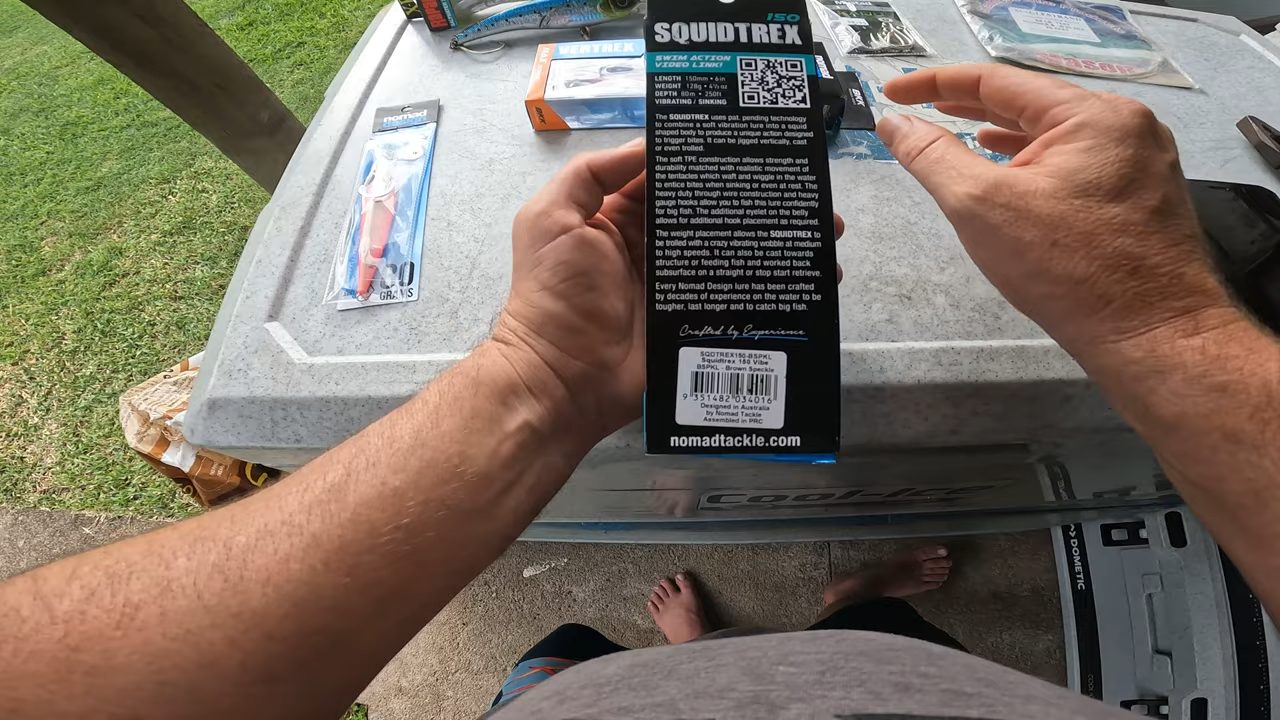 150
SQUIDTREX
SWIM ACTION
VIDEO LINK!
LENGTH 150mm • 6in
WEIGHT 128g • 4½oz
DEPTH 80m • 250ft
VIBRATING / SINKING
The SQUIDTREX uses pat. pending technology
to combine a soft vibration lure into a squid
shaped body to produce a unique action designed
to trigger bites. It can be jigged vertically, cast
or even trolled.
The soft TPE construction allows strength and
durability matched with realistic movement of
the tentacles which waft and wiggle in the water
to entice bites when sinking or even at rest. The
heavy duty through wire construction and heavy
gauge hooks allow you to fish this lure confidently
for big fish. The additional eyelet on the belly
allows for additional hook placement as required.
The weight placement allows the SQUIDTREX to
be trolled with a crazy vibrating wobble at medium
to high speeds. It can also be cast towards
structure or feeding fish and worked back
subsurface on a straight or stop start retrieve.
Every Nomad Design lure has been crafted
by decades of experience on the water to be
tougher, last longer and to catch big fish.
Crafted by Experience
SQDTREX150-BSPKL
Squidtrex 150 Vibe
BSPKL - Brown Speckle
9 351482 034016
Designed in Australia
by Nomad Tackle
Assembled in PRC
nomadtackle.com
VERTREX
MAX
BKK
BKK
nomad
80
GRAMS
Cool-Ice
DOMETIC